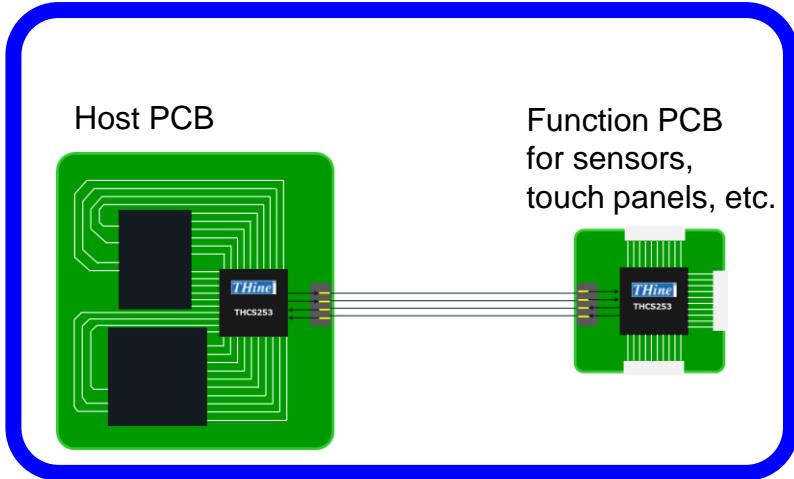 Host PCB
Function PCB
for sensors,
touch panels, etc.
THine
THCS253
THine
THCS253